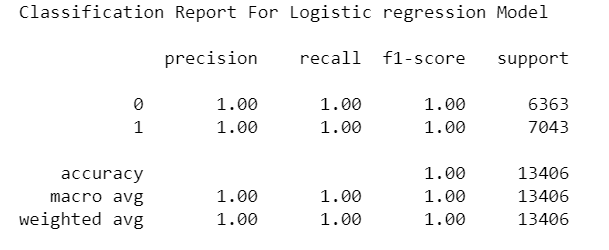 Classification Report For Logistic regression Model
precision recall f1-score support
0 1.00 1.00 1.00 6363
1 1.00 1.00 1.00 7043
accuracy 1.00 13406
macro avg 1.00 1.00 1.00 13406
weighted avg 1.00 1.00 1.00 13406